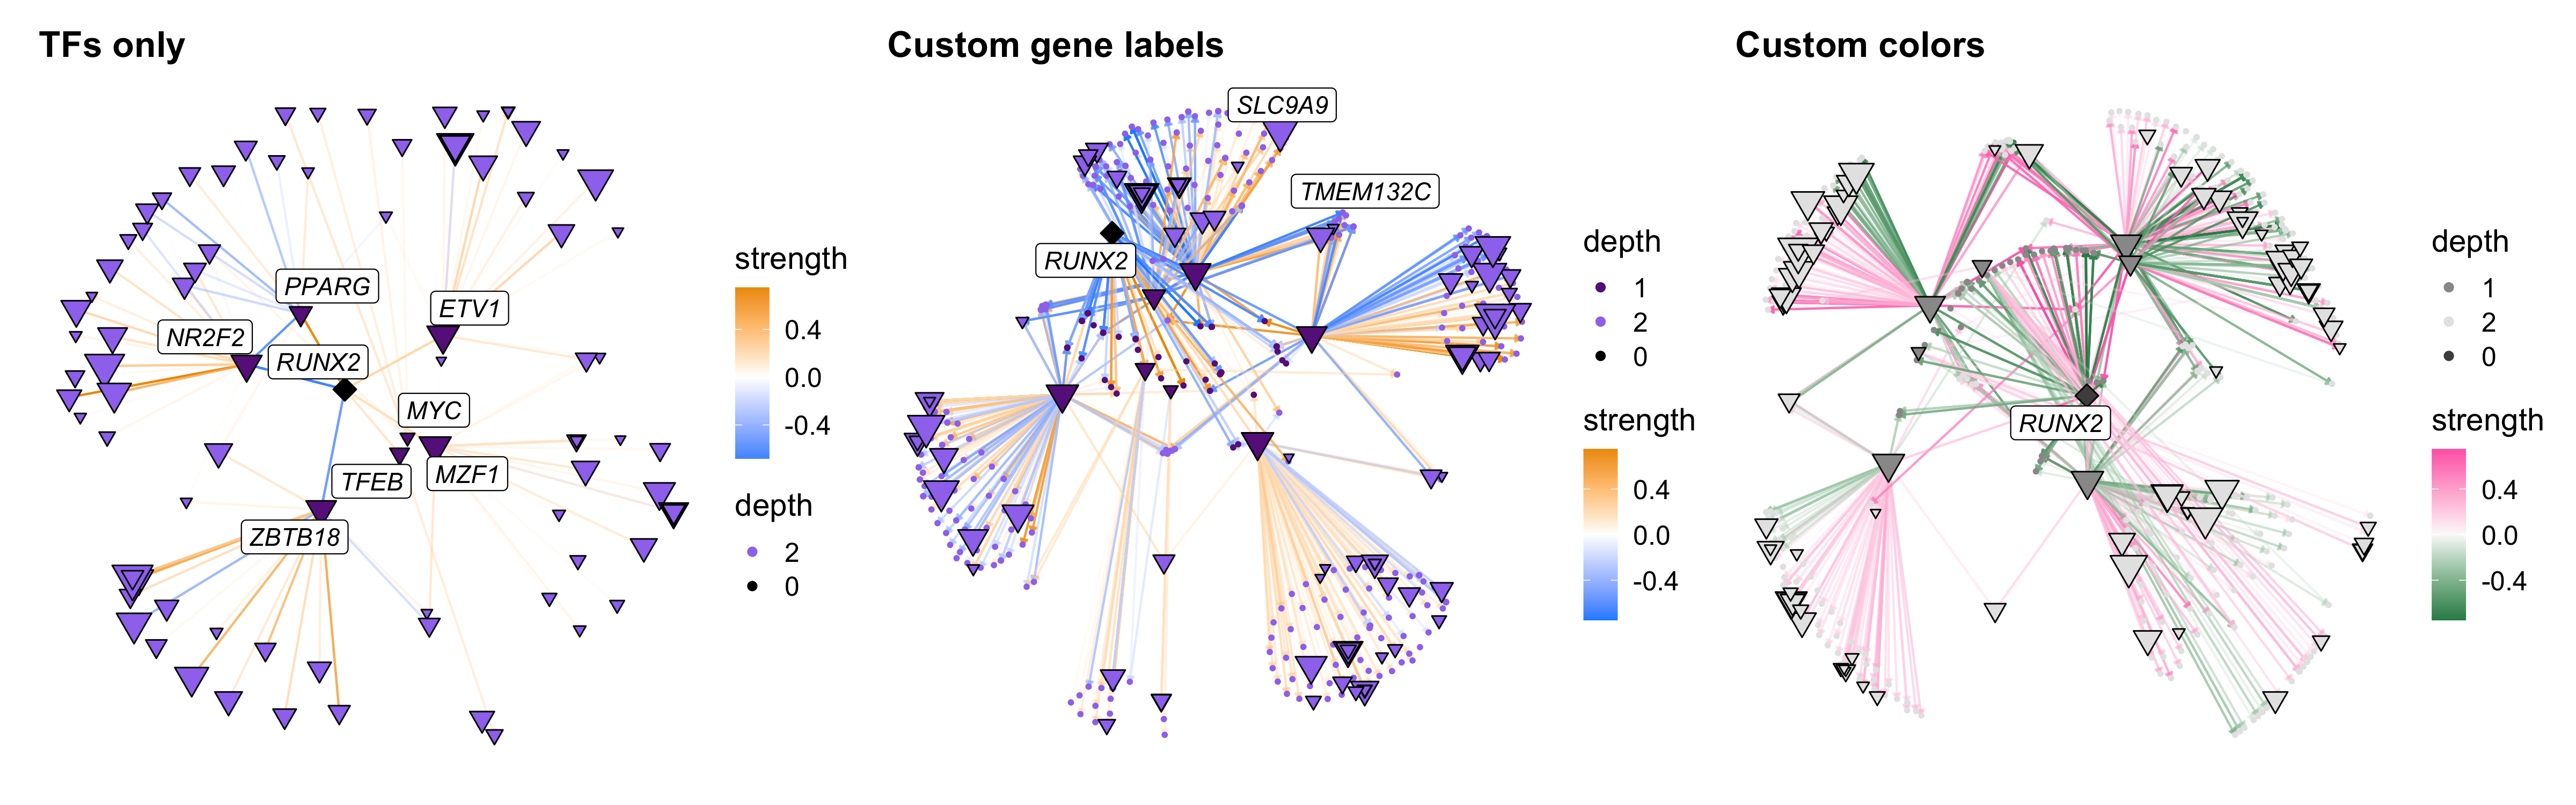 TFs only
PPARG
ETV1
NR2F2
RUNX2
MYC
TFEB
MZF1
ZBTB18
strength
0.4
0.0
-0.4
depth
2
0
Custom gene labels
SLC9A9
TMEM132C
RUNX2
depth
1
2
0
strength
0.4
0.0
-0.4
Custom colors
RUNX2
depth
1
2
0
strength
0.4
0.0
-0.4